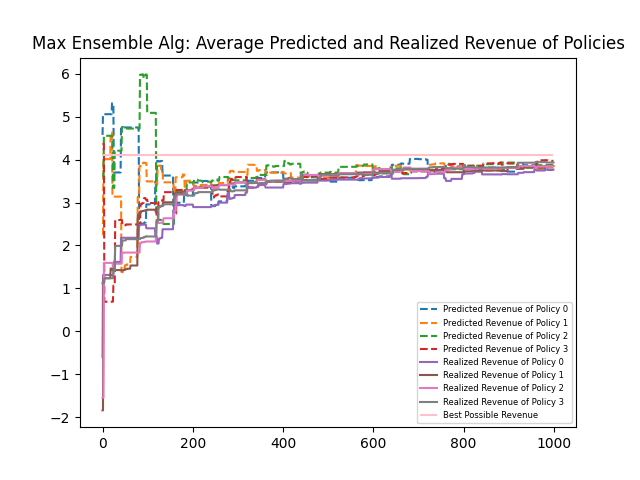 Max Ensemble Alg: Average Predicted and Realized Revenue of Policies
6
5
4
3
2
1
0
−1
−2
0
200
400
600
800
1000
Predicted Revenue of Policy 0
Predicted Revenue of Policy 1
Predicted Revenue of Policy 2
Predicted Revenue of Policy 3
Realized Revenue of Policy 0
Realized Revenue of Policy 1
Realized Revenue of Policy 2
Realized Revenue of Policy 3
Best Possible Revenue